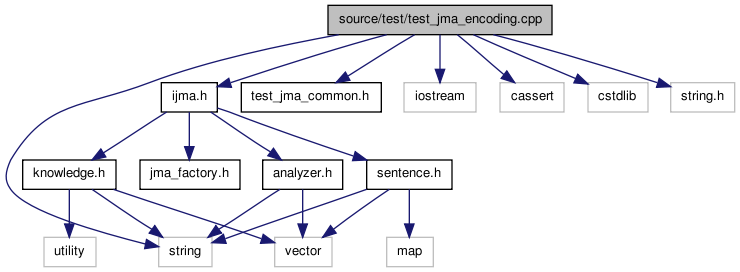 source/test/test_jma_encoding.cpp
ijma.h
test_jma_common.h
iostream
cassert
cstdlib
string.h
knowledge.h
jma_factory.h
analyzer.h
sentence.h
utility
string
vector
map